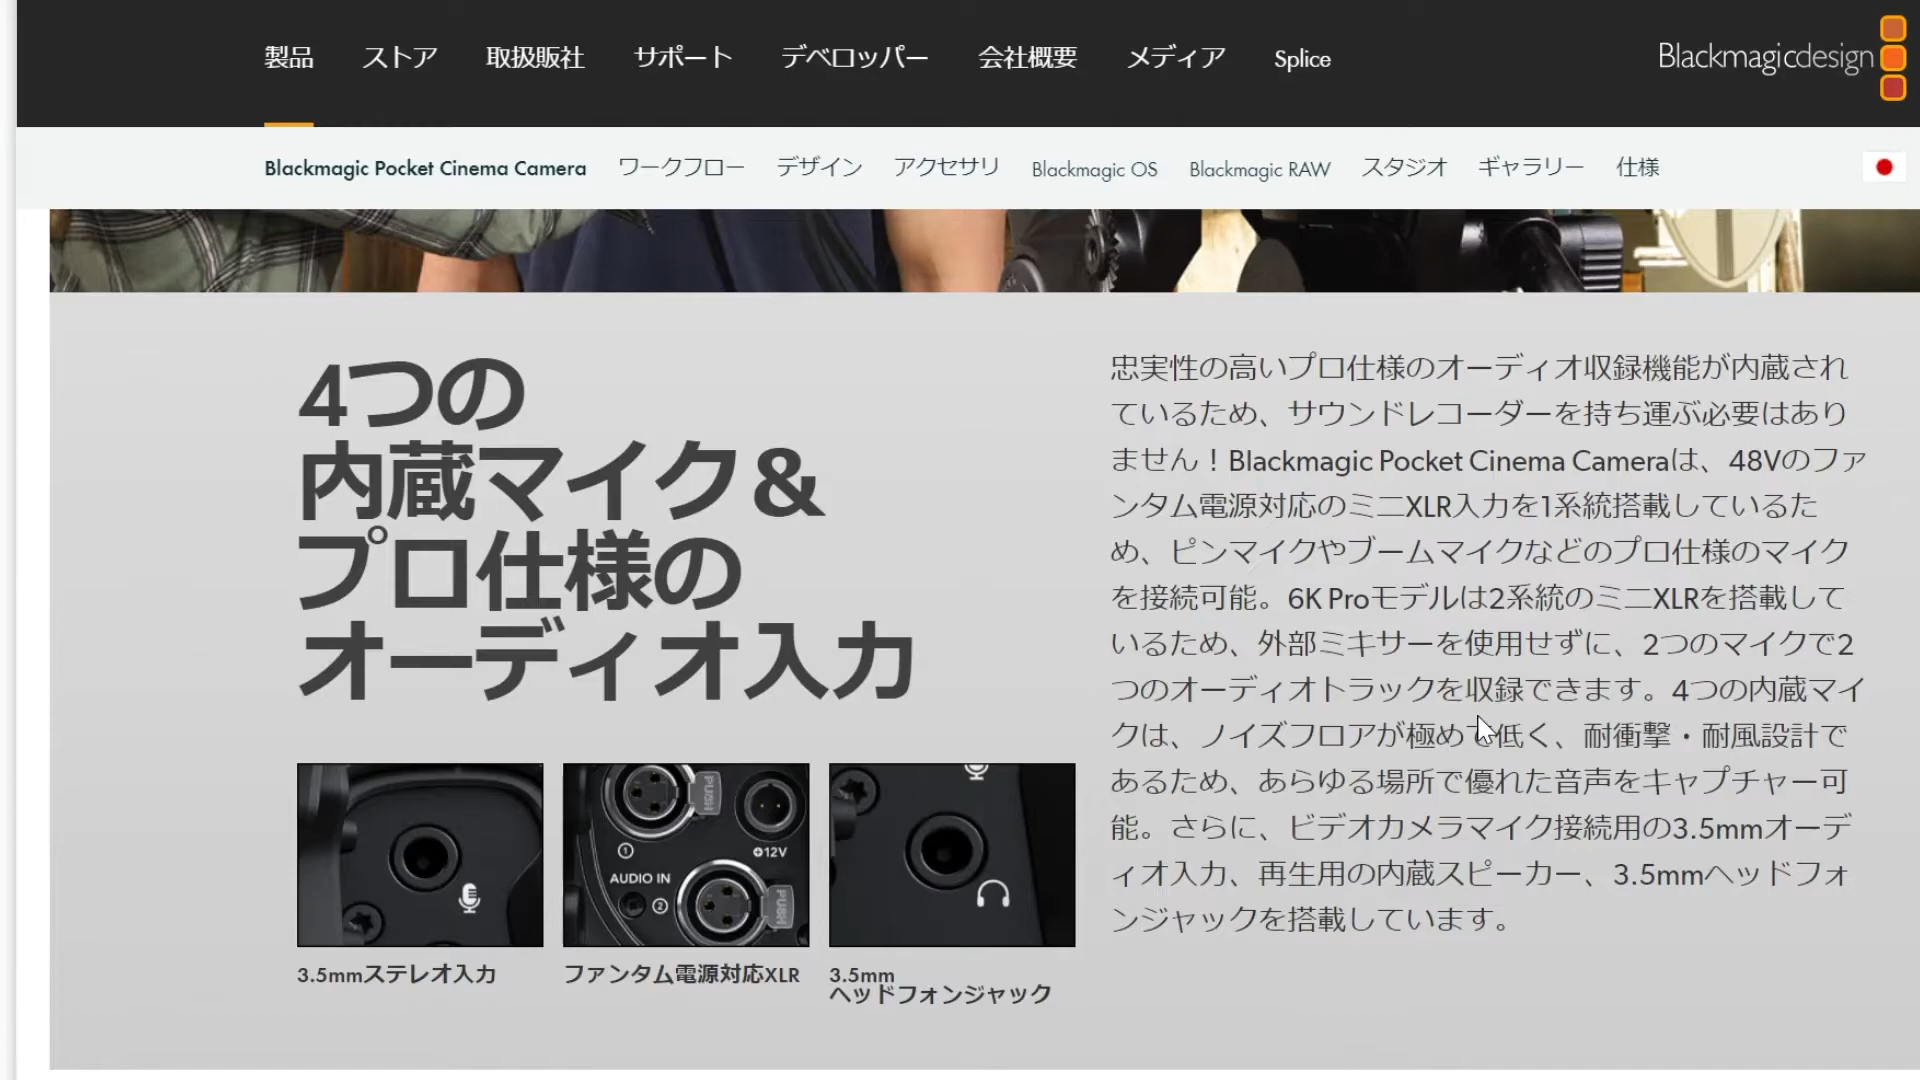 製品 ストア 取扱販社 サポート デベロッパー 会社概要 メディア Splice
Blackmagicdesign
Blackmagic Pocket Cinema Camera ワークフロー デザイン アクセサリ Blackmagic OS Blackmagic RAW スタジオ ギャラリー 仕様
4つの
内蔵マイク&
プロ仕様の
オーディオ入力
忠実性の高いプロ仕様のオーディオ収録機能が内蔵され
ているため、サウンドレコーダーを持ち運ぶ必要はあり
ません！Blackmagic Pocket Cinema Cameraは、48Vのファ
ンタム電源対応のミニXLR入力を1系統搭載しているた
め、ピンマイクやブームマイクなどのプロ仕様のマイク
を接続可能。6K Proモデルは2系統のミニXLRを搭載して
いるため、外部ミキサーを使用せずに、2つのマイクで2
つのオーディオトラックを収録できます。4つの内蔵マイ
クは、ノイズフロアが極めて低く、耐衝撃・耐風設計で
あるため、あらゆる場所で優れた音声をキャプチャー可
能。さらに、ビデオカメラマイク接続用の3.5mmオーデ
ィオ入力、再生用の内蔵スピーカー、3.5mmヘッドフォ
ンジャックを搭載しています。
PUSH
1
+12V
AUDIO IN
2
PUSH
3.5mmステレオ入力
ファンタム電源対応XLR
3.5mm
ヘッドフォンジャック